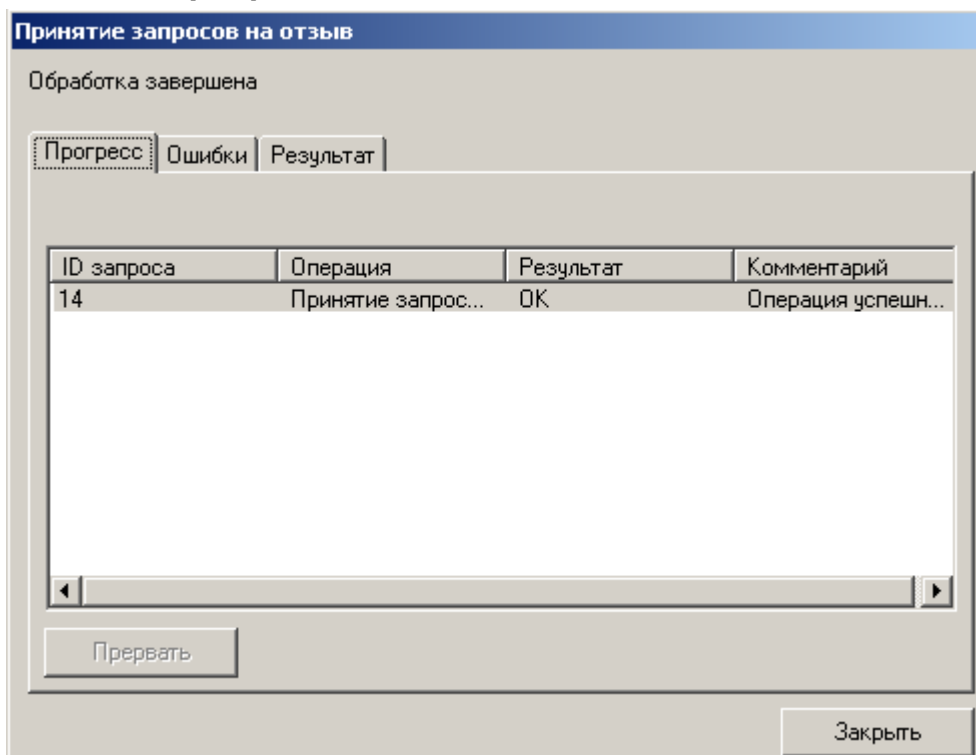 Принятие запросов на отзыв
Обработка завершена
Прогресс Ошибки Результат
ID запроса Операция Результат Комментарий
14 Принятие запрос... OK Операция успешн...
Прервать
Закрыть